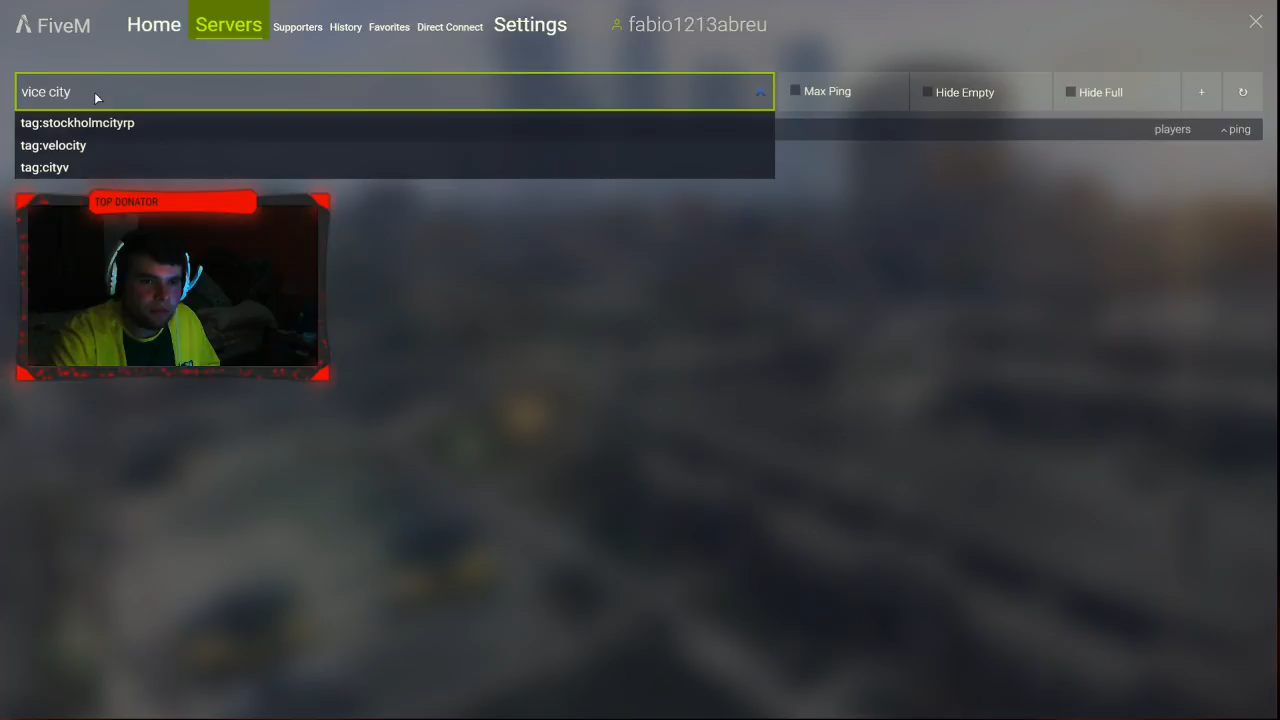 FiveM Home Servers Supporters History Favorites Direct Connect Settings fabio1213abreu
vice city Max Ping Hide Empty Hide Full +
tag:stockholmcityrp players ping
tag:velocity
tag:cityv
TOP DONATOR